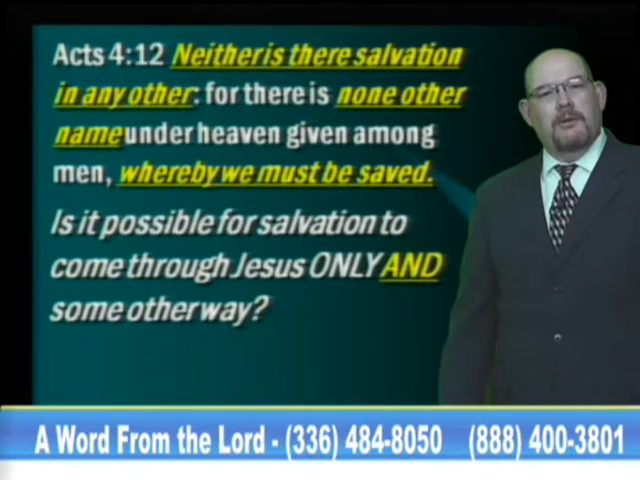 Acts 4:12 Neither is there salvation
in any other: for there is none other
name under heaven given among
men, whereby we must be saved.
Is it possible for salvation to
come through Jesus ONLY AND
some other way?
A Word From the Lord - (336) 484-8050 (888) 400-3801